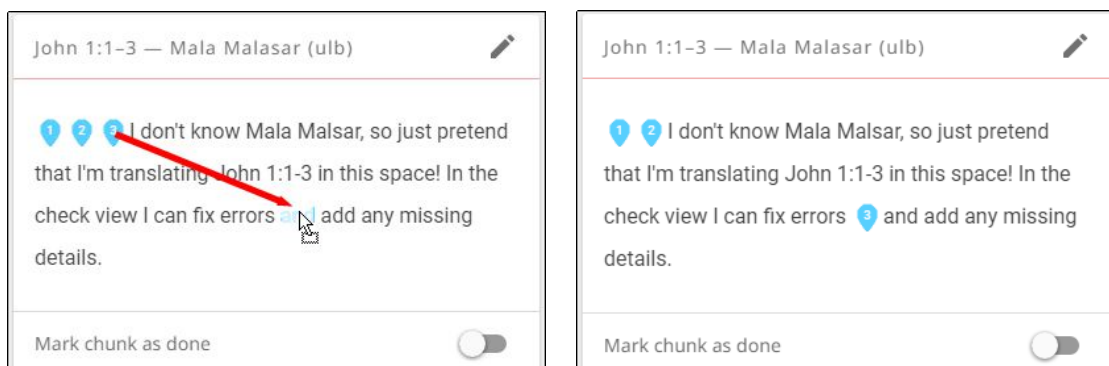 John 1:1–3 — Mala Malasar (ulb)
1 2 3 I don't know Mala Malsar, so just pretend
that I'm translating John 1:1-3 in this space! In the
check view I can fix errors and add any missing
details.
Mark chunk as done
John 1:1–3 — Mala Malasar (ulb)
1 2 I don't know Mala Malsar, so just pretend
that I'm translating John 1:1-3 in this space! In the
check view I can fix errors 3 and add any missing
details.
Mark chunk as done